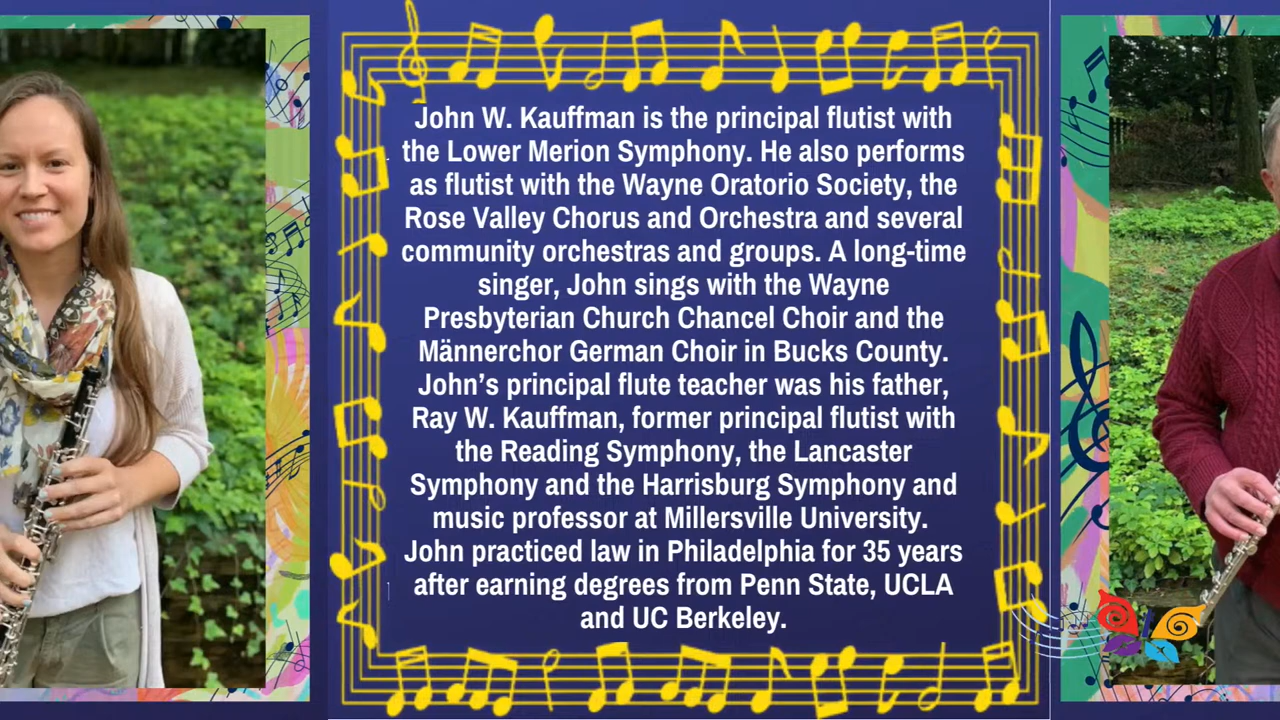 John W. Kauffman is the principal flutist with
the Lower Merion Symphony. He also performs
as flutist with the Wayne Oratorio Society, the
Rose Valley Chorus and Orchestra and several
community orchestras and groups. A long-time
singer, John sings with the Wayne
Presbyterian Church Chancel Choir and the
Männerchor German Choir in Bucks County.
John’s principal flute teacher was his father,
Ray W. Kauffman, former principal flutist with
the Reading Symphony, the Lancaster
Symphony and the Harrisburg Symphony and
music professor at Millersville University.
John practiced law in Philadelphia for 35 years
after earning degrees from Penn State, UCLA
and UC Berkeley.